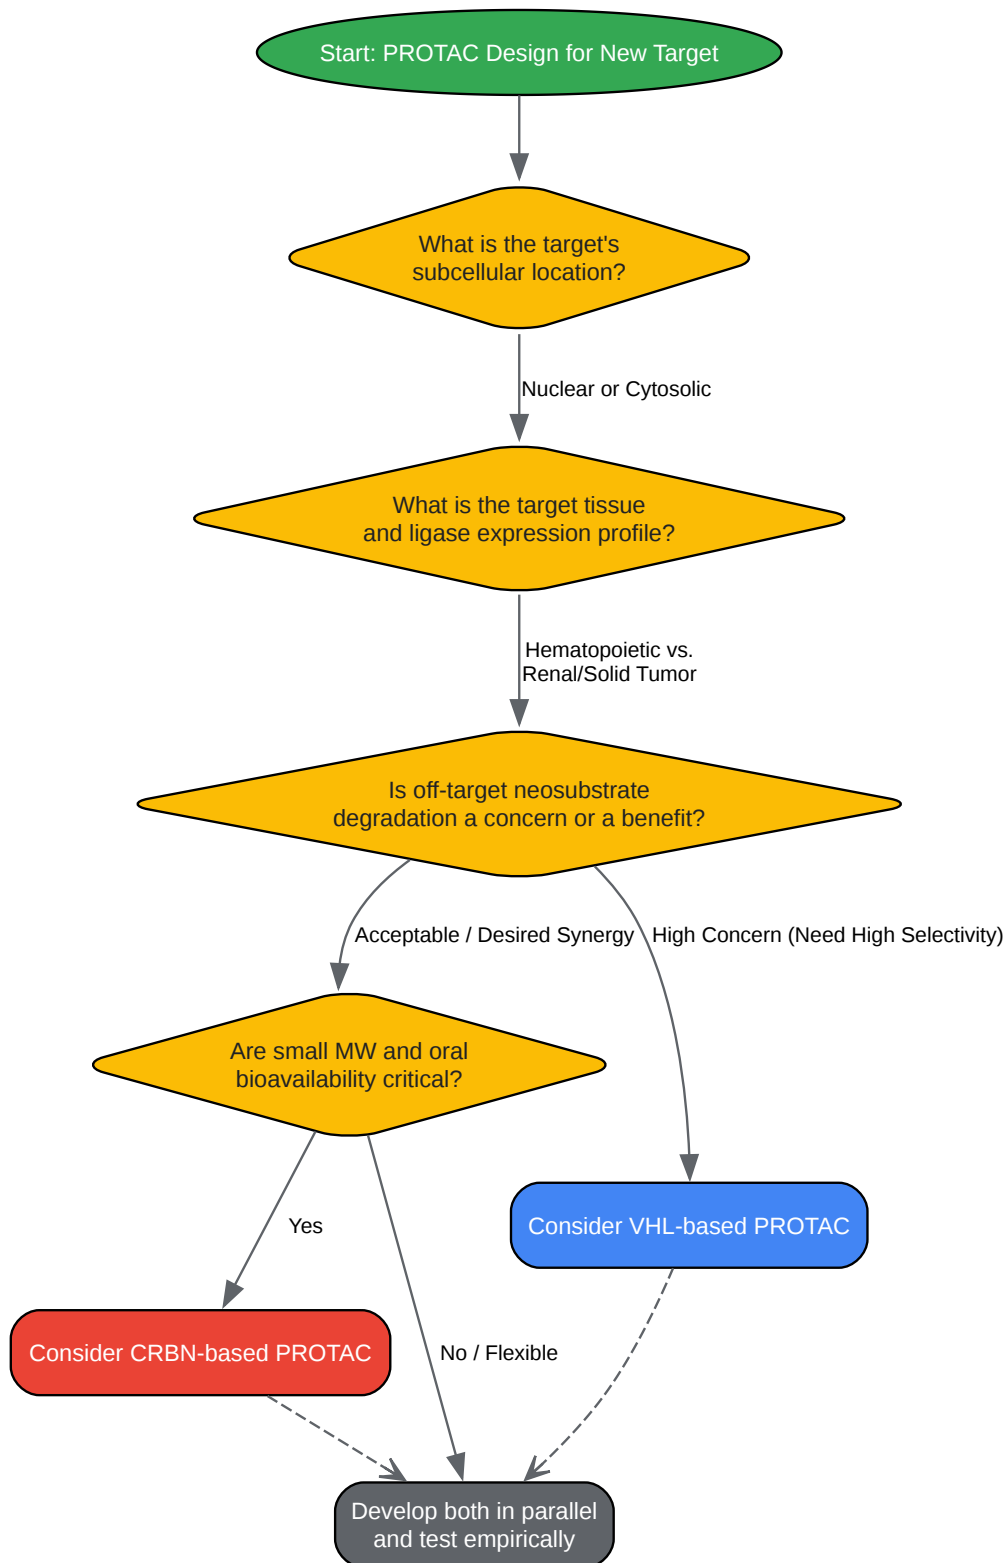 Start: PROTAC Design for New Target
What is the target's
subcellular location?
Nuclear or Cytosolic
What is the target tissue
and ligase expression profile?
Hematopoietic vs.
Renal/Solid Tumor
Is off-target neosubstrate
degradation a concern or a benefit?
Acceptable / Desired Synergy
High Concern (Need High Selectivity)
Are small MW and oral
bioavailability critical?
Yes
Consider VHL-based PROTAC
Consider CRBN-based PROTAC
No / Flexible
Develop both in parallel
and test empirically